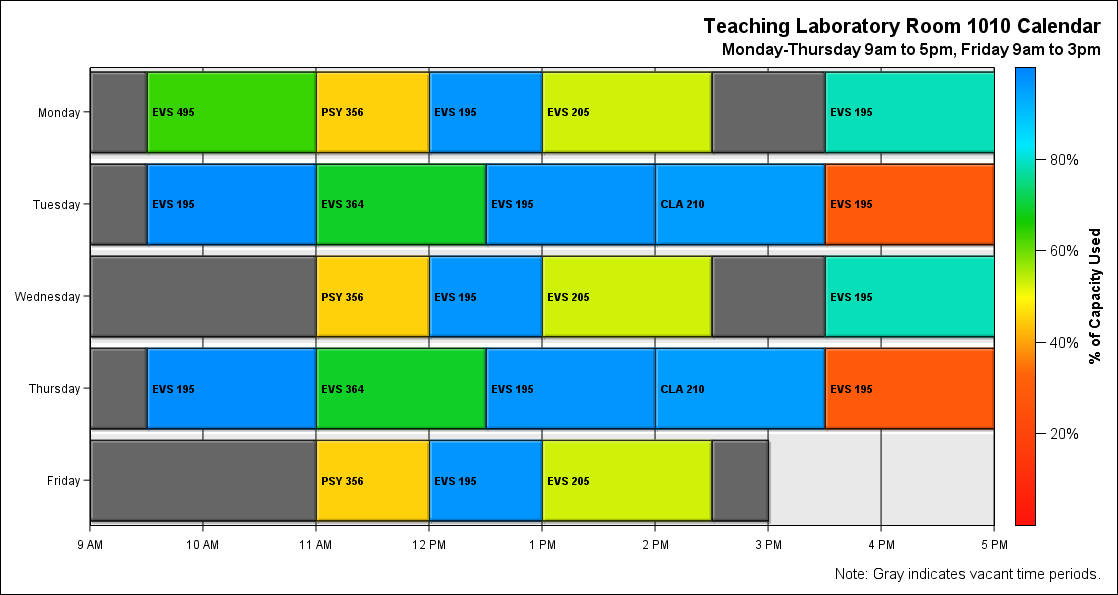 Teaching Laboratory Room 1010 Calendar
Monday-Thursday 9am to 5pm, Friday 9am to 3pm
Monday EVS 495 PSY 356 EVS 195 EVS 205 EVS 195
Tuesday EVS 195 EVS 364 EVS 195 CLA 210 EVS 195
Wednesday PSY 356 EVS 195 EVS 205 EVS 195
Thursday EVS 195 EVS 364 EVS 195 CLA 210 EVS 195
Friday PSY 356 EVS 195 EVS 205
9 AM 10 AM 11 AM 12 PM 1 PM 2 PM 3 PM 4 PM 5 PM
80%
60%
40%
20%
% of Capacity Used
Note: Gray indicates vacant time periods.